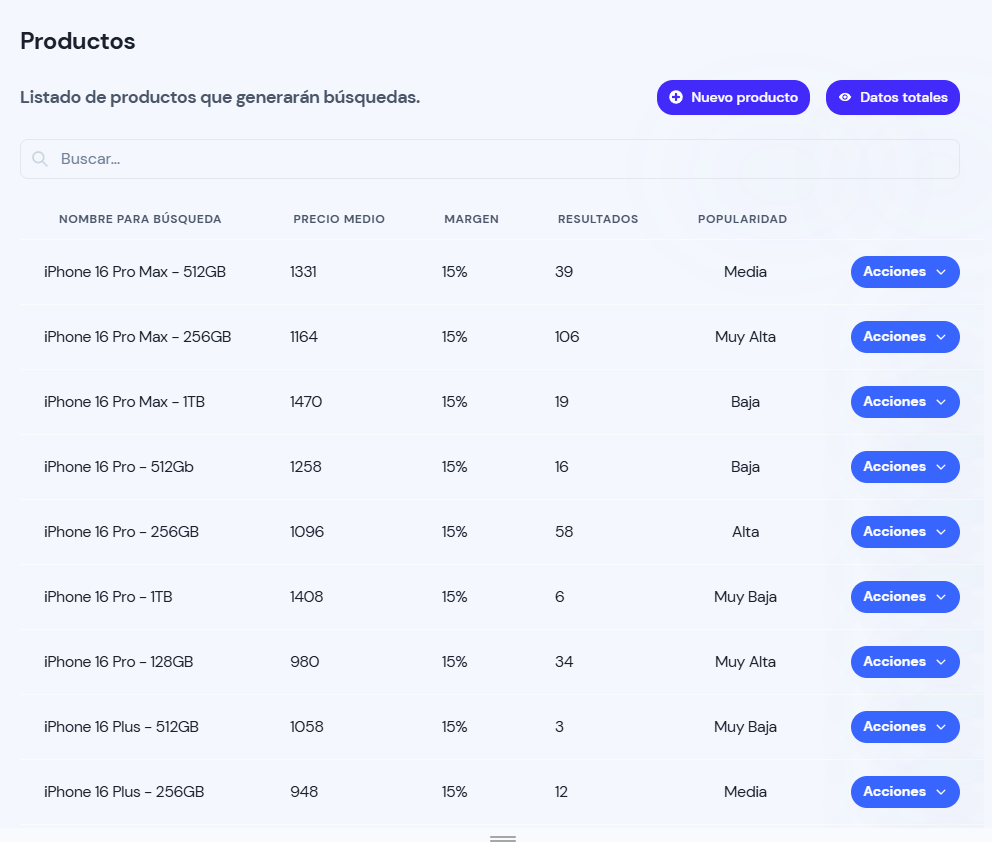 Productos
Listado de productos que generarán búsquedas.
Nuevo producto
Datos totales
Buscar...
NOMBRE PARA BÚSQUEDA PRECIO MEDIO MARGEN RESULTADOS POPULARIDAD
iPhone 16 Pro Max - 512GB 1331 15% 39 Media Acciones
iPhone 16 Pro Max - 256GB 1164 15% 106 Muy Alta Acciones
iPhone 16 Pro Max - 1TB 1470 15% 19 Baja Acciones
iPhone 16 Pro - 512Gb 1258 15% 16 Baja Acciones
iPhone 16 Pro - 256GB 1096 15% 58 Alta Acciones
iPhone 16 Pro - 1TB 1408 15% 6 Muy Baja Acciones
iPhone 16 Pro - 128GB 980 15% 34 Muy Alta Acciones
iPhone 16 Plus - 512GB 1058 15% 3 Muy Baja Acciones
iPhone 16 Plus - 256GB 948 15% 12 Media Acciones